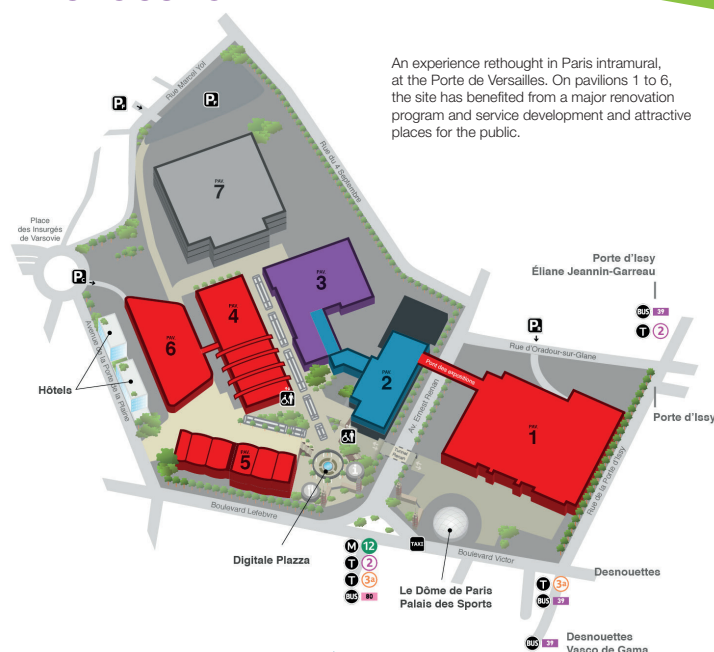 An experience rethought in Paris intramural,
at the Porte de Versailles. On pavilions 1 to 6,
the site has benefited from a major renovation
program and service development and attractive
places for the public.
Rue Marcel Yol
P
P
Rue du 4 Septembre
PAV.
7
Place
des Insurgés
de Varsovie
P
Avenue de la Porte de la Plaine
Hôtels
PAV.
6
PAV.
4
PAV.
3
PAV.
2
Pont des expositions
Av. Ernest Renan
PAV.
1
PAV.
5
Porte d'Issy
Éliane Jeannin-Garreau
BUS 39
T 2
P
Rue d'Oradour-sur-Glane
Porte d'Issy
Rue de la Porte d'Issy
Tunnel
Renan
Boulevard Lefebvre
Digitale Plazza
M 12
T 2
T 3a
BUS 80
TAXI
Boulevard Victor
Le Dôme de Paris
Palais des Sports
Desnouettes
T 3a
BUS 39
BUS 39
Desnouettes
Vasco de Gama